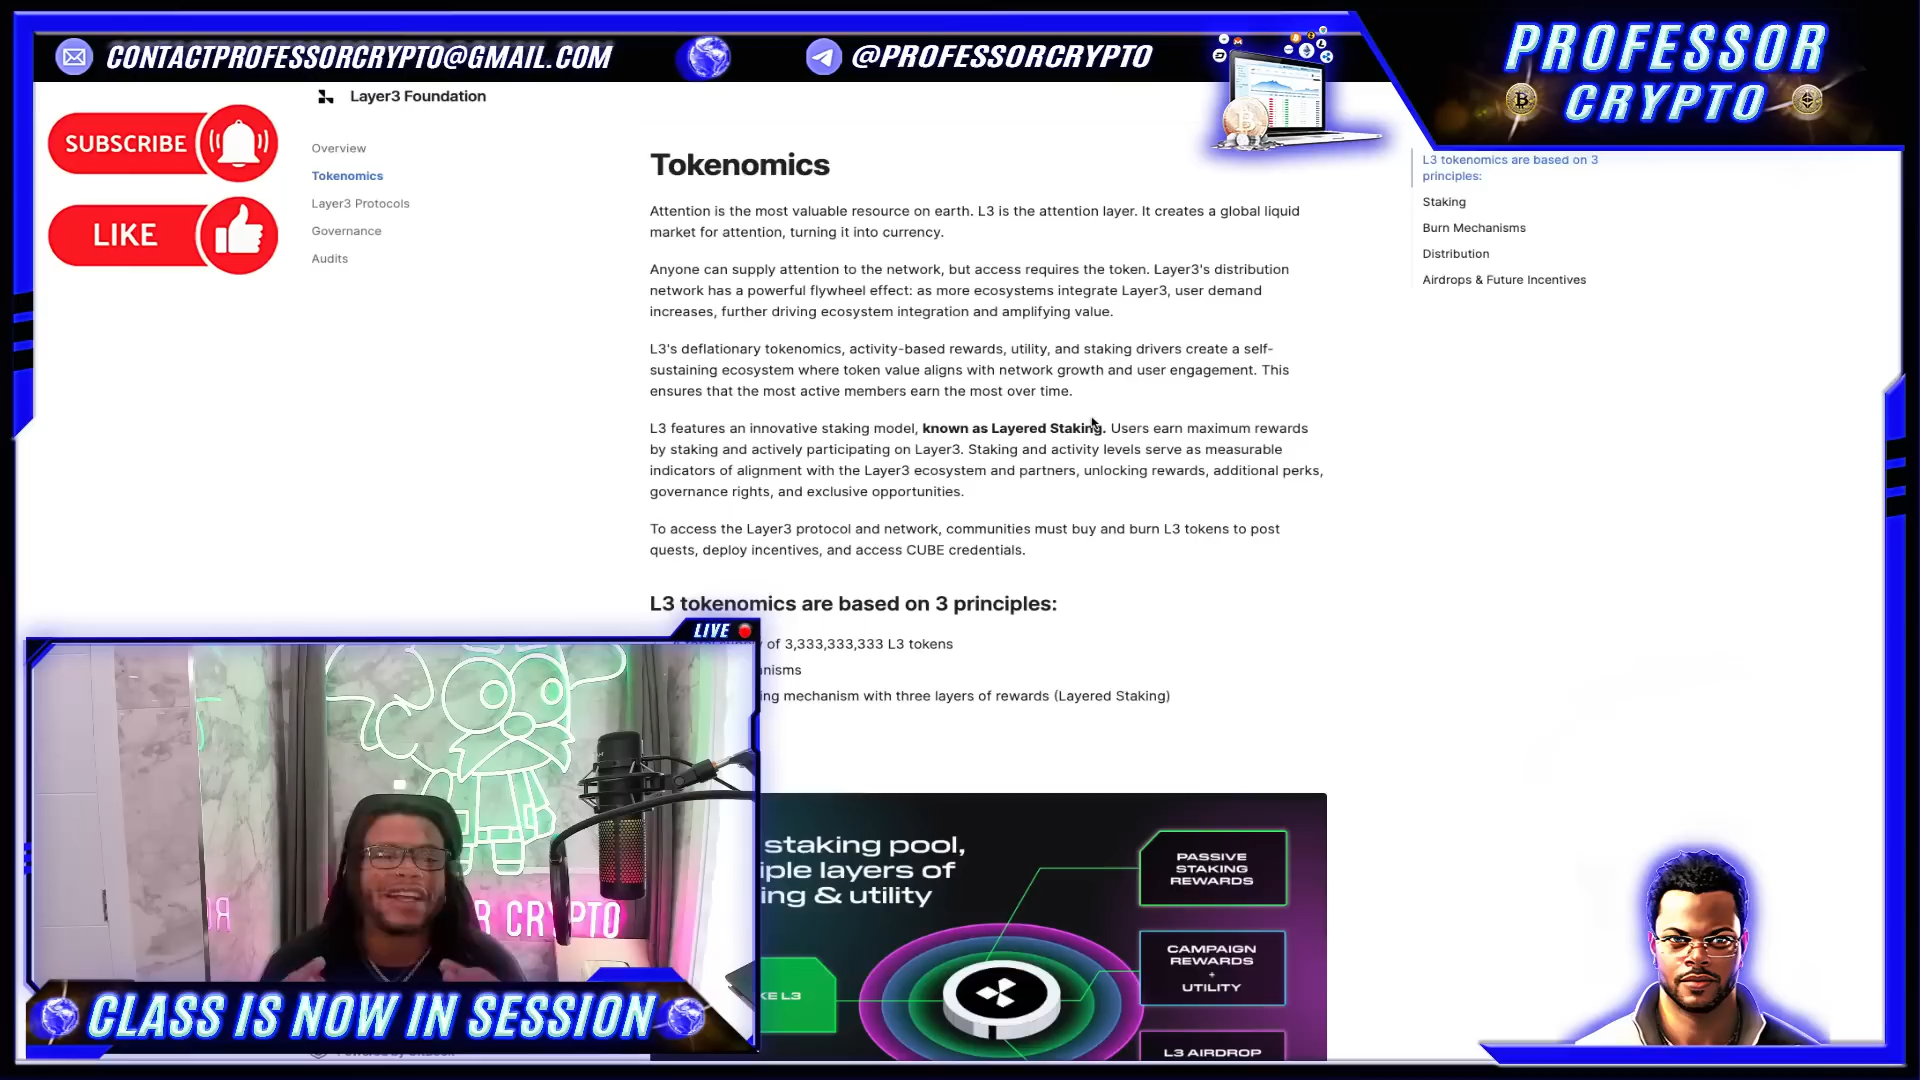 CONTACTPROFESSORCRYPTO@GMAIL.COM
@PROFESSORCRYPTO
PROFESSOR
CRYPTO
SUBSCRIBE
LIKE
Layer3 Foundation
Overview
Tokenomics
Layer3 Protocols
Governance
Audits
Tokenomics
Attention is the most valuable resource on earth. L3 is the attention layer. It creates a global liquid
market for attention, turning it into currency.
Anyone can supply attention to the network, but access requires the token. Layer3's distribution
network has a powerful flywheel effect: as more ecosystems integrate Layer3, user demand
increases, further driving ecosystem integration and amplifying value.
L3's deflationary tokenomics, activity-based rewards, utility, and staking drivers create a self-
sustaining ecosystem where token value aligns with network growth and user engagement. This
ensures that the most active members earn the most over time.
L3 features an innovative staking model, known as Layered Staking. Users earn maximum rewards
by staking and actively participating on Layer3. Staking and activity levels serve as measurable
indicators of alignment with the Layer3 ecosystem and partners, unlocking rewards, additional perks,
governance rights, and exclusive opportunities.
To access the Layer3 protocol and network, communities must buy and burn L3 tokens to post
quests, deploy incentives, and access CUBE credentials.
L3 tokenomics are based on 3 principles:
of 3,333,333,333 L3 tokens
mechanism with three layers of rewards (Layered Staking)
L3 tokenomics are based on 3
principles:
Staking
Burn Mechanisms
Distribution
Airdrops & Future Incentives
LIVE
staking pool,
layers of
& utility
L3
PASSIVE
STAKING
REWARDS
CAMPAIGN
REWARDS
+
UTILITY
L3 AIRDROP
CRYPTO
CLASS IS NOW IN SESSION